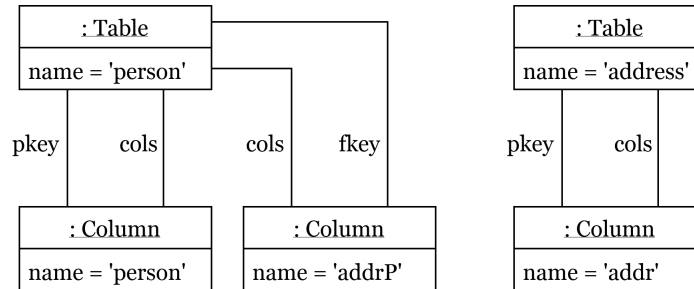 : Table
name = 'person'
: Table
name = 'address'
pkey cols cols fkey pkey cols
: Column
name = 'person'
: Column
name = 'addrP'
: Column
name = 'addr'